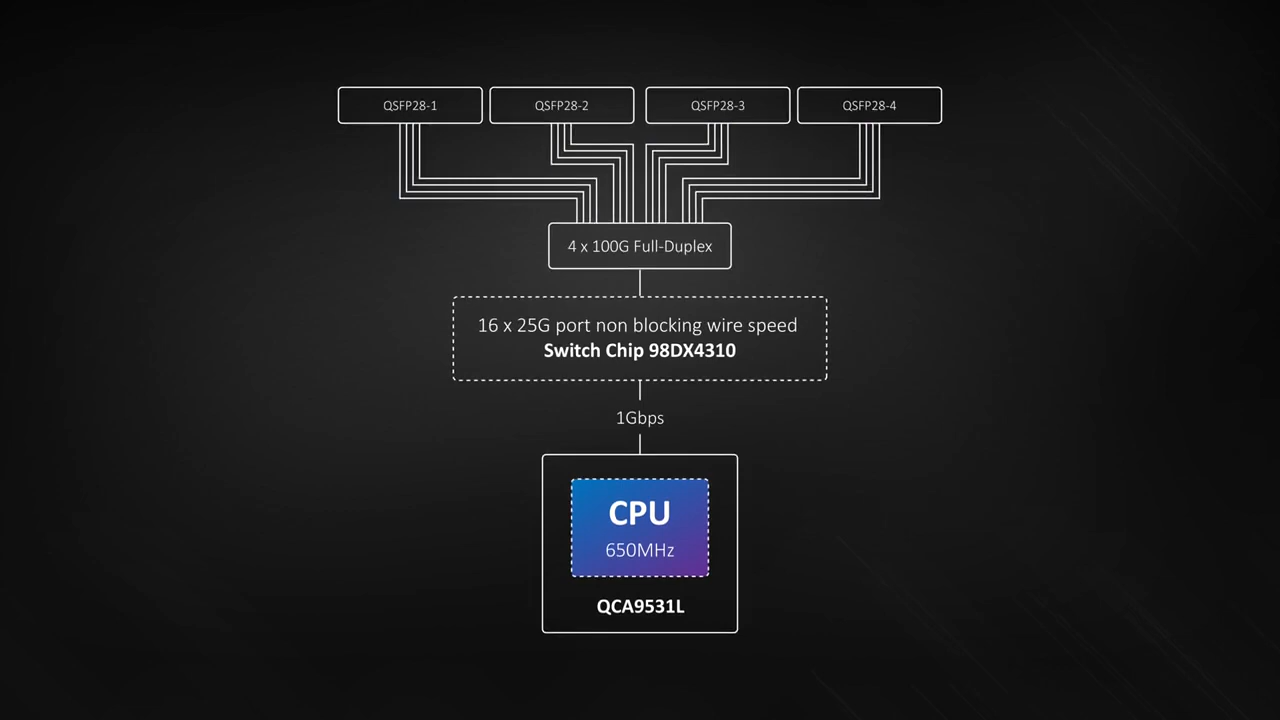 QSFP28-1
QSFP28-2
QSFP28-3
QSFP28-4
4 x 100G Full-Duplex
16 x 25G port non blocking wire speed
Switch Chip 98DX4310
1Gbps
CPU
650MHz
QCA9531L